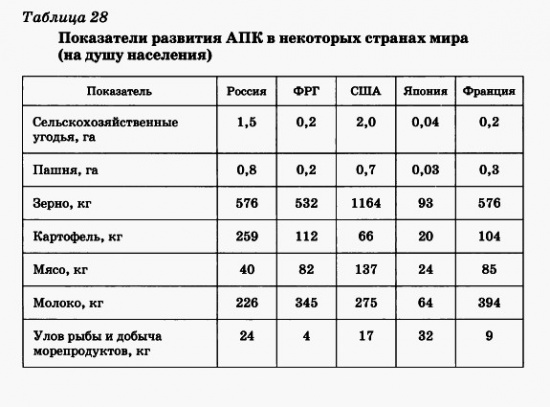 Таблица 28
Показатели развития АПК в некоторых странах мира
(на душу населения)
Показатель Россия ФРГ США Япония Франция
Сельскохозяйственные
угодья, га 1,5 0,2 2,0 0,04 0,2
Пашня, га 0,8 0,2 0,7 0,03 0,3
Зерно, кг 576 532 1164 93 576
Картофель, кг 259 112 66 20 104
Мясо, кг 40 82 137 24 85
Молоко, кг 226 345 275 64 394
Улов рыбы и добыча
морепродуктов, кг 24 4 17 32 9